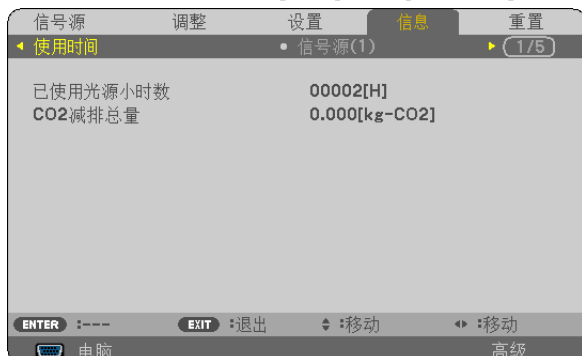 信号源 调整 设置 信息 重置
◀ 使用时间 ● 信号源(1) ▶ (1/5)
已使用光源小时数 00002[H]
CO2减排总量 0.000[kg-CO2]
ENTER :--- EXIT :退出 :移动 :移动
电脑 高级